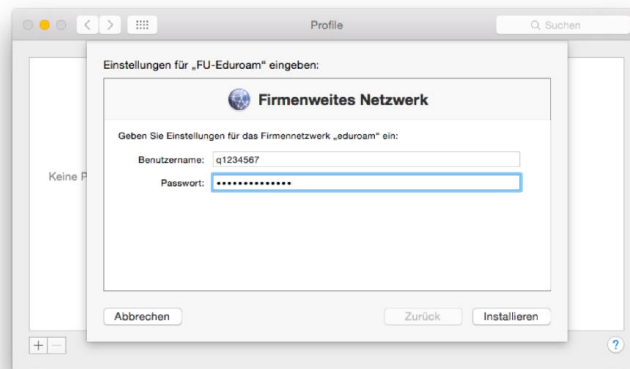 Profile
Suchen
Einstellungen für „FU-Eduroam“ eingeben:
Firmenweites Netzwerk
Geben Sie Einstellungen für das Firmennetzwerk „eduroam“ ein:
Benutzername: q1234567
Keine P
Passwort: ••••••••••••••
Abbrechen Zurück Installieren
+ − ?